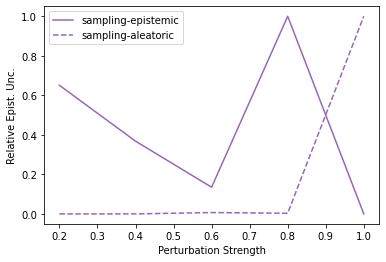 sampling-epistemic
sampling-aleatoric
Relative Epist. Unc.
1.0
0.8
0.6
0.4
0.2
0.0
0.2 0.3 0.4 0.5 0.6 0.7 0.8 0.9 1.0
Perturbation Strength